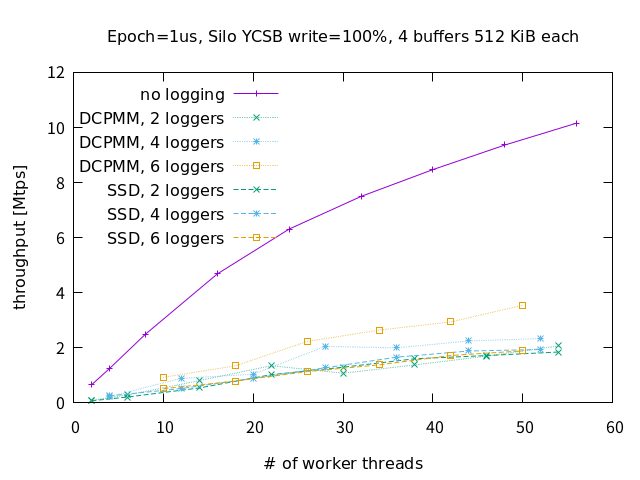 Epoch=1us, Silo YCSB write=100%, 4 buffers 512 KiB each
12
10
8
6
4
2
0
throughput [Mtps]
no logging
DCPMM, 2 loggers
DCPMM, 4 loggers
DCPMM, 6 loggers
SSD, 2 loggers
SSD, 4 loggers
SSD, 6 loggers
0 10 20 30 40 50 60
# of worker threads